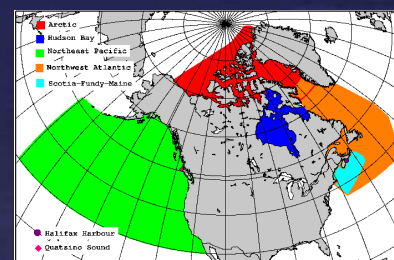 Arctic
Hudson Bay
Northeast Pacific
Northwest Atlantic
Scotia-Fundy-Maine
Halifax Harbour
Quatsino Sound